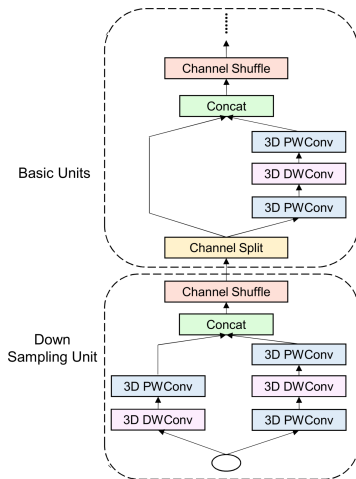 Channel Shuffle
Concat
3D PWConv
3D DWConv
3D PWConv
Basic Units
Channel Split
Channel Shuffle
Concat
Down
Sampling Unit
3D PWConv
3D PWConv
3D DWConv
3D DWConv
3D PWConv